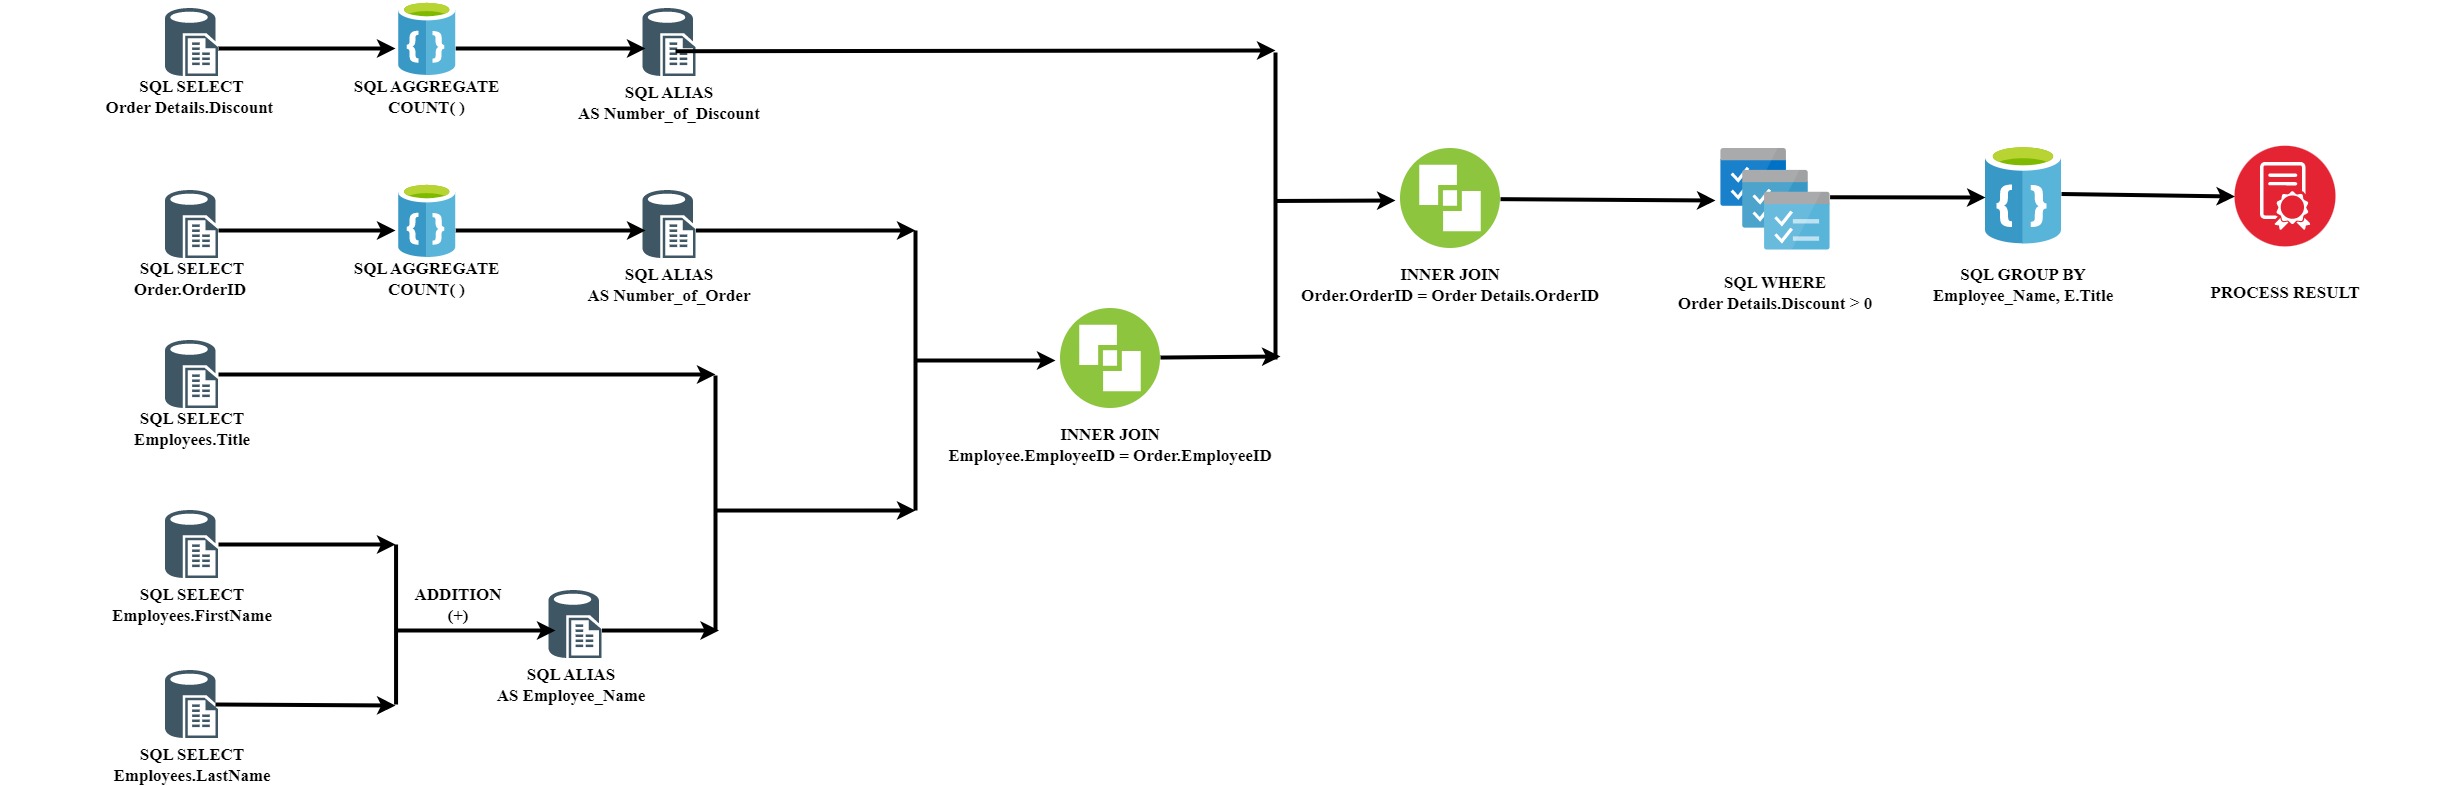 SQL SELECT
Order Details.Discount
SQL AGGREGATE
COUNT( )
SQL ALIAS
AS Number_of_Discount
SQL SELECT
Order.OrderID
SQL AGGREGATE
COUNT( )
SQL ALIAS
AS Number_of_Order
SQL SELECT
Employees.Title
SQL SELECT
Employees.FirstName
SQL SELECT
Employees.LastName
ADDITION
(+)
SQL ALIAS
AS Employee_Name
INNER JOIN
Employee.EmployeeID = Order.EmployeeID
INNER JOIN
Order.OrderID = Order Details.OrderID
SQL WHERE
Order Details.Discount > 0
SQL GROUP BY
Employee_Name, E.Title
PROCESS RESULT